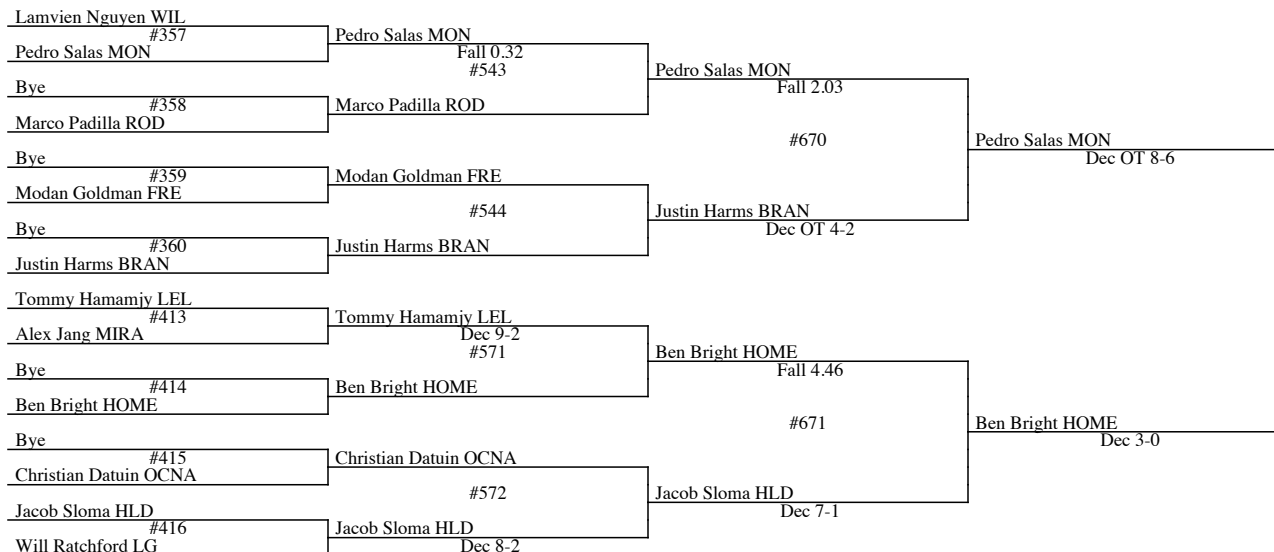 Lamvien Nguyen WIL
#357
Pedro Salas MON
Bye
#358
Marco Padilla ROD
Bye
#359
Modan Goldman FRE
Bye
#360
Justin Harms BRAN
Tommy Hamamjy LEL
#413
Alex Jang MIRA
Bye
#414
Ben Bright HOME
Bye
#415
Christian Datuin OCNA
Jacob Sloma HLD
#416
Will Ratchford LG
Pedro Salas MON
Fall 0.32
#543
Marco Padilla ROD
Modan Goldman FRE
#544
Justin Harms BRAN
Tommy Hamamjy LEL
Dec 9-2
#571
Ben Bright HOME
Christian Datuin OCNA
#572
Jacob Sloma HLD
Dec 8-2
Pedro Salas MON
Fall 2.03
#670
Justin Harms BRAN
Dec OT 4-2
Ben Bright HOME
Fall 4.46
#671
Jacob Sloma HLD
Dec 7-1
Pedro Salas MON
Dec OT 8-6
Ben Bright HOME
Dec 3-0